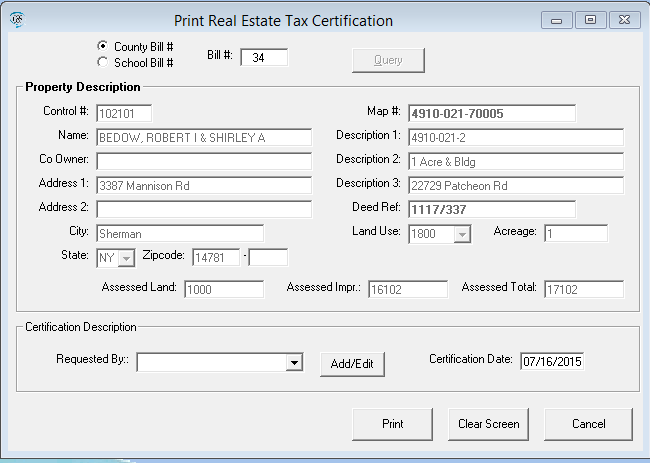 Print Real Estate Tax Certification
County Bill #
School Bill #
Bill #: 34
Query
Property Description
Control #: 102101
Map #: 4910-021-70005
Name: BEDOW, ROBERT I & SHIRLEY A
Description 1: 4910-021-2
Co Owner:
Description 2: 1 Acre & Bldg
Address 1: 3387 Mannison Rd
Description 3: 22729 Patcheon Rd
Address 2:
Deed Ref: 1117/337
City: Sherman
Land Use: 1800 Acreage: 1
State: NY Zipcode: 14781 -
Assessed Land: 1000 Assessed Impr.: 16102 Assessed Total: 17102
Certification Description
Requested By:: Add/Edit Certification Date: 07/16/2015
Print Clear Screen Cancel